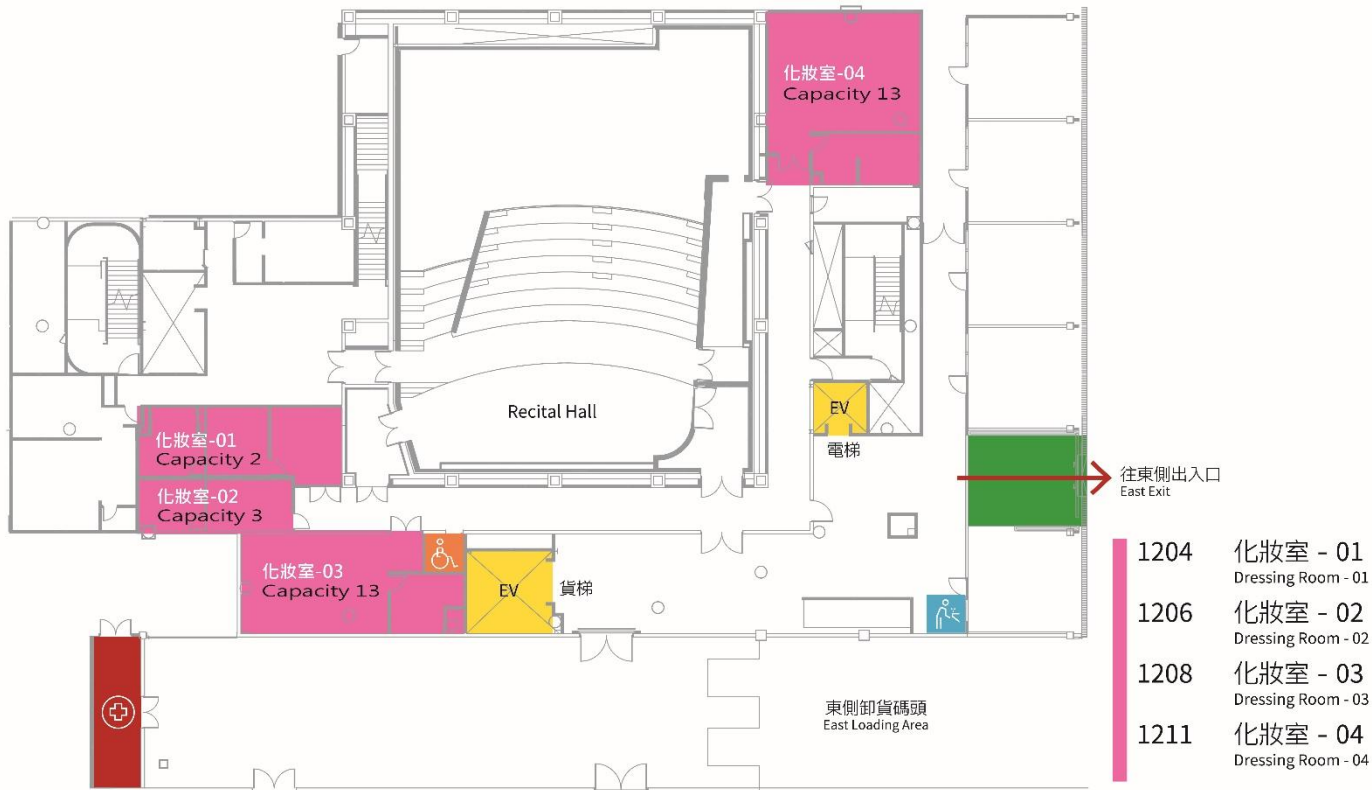 化妝室-04
Capacity 13
Recital Hall
EV
電梯
化妝室-01
Capacity 2
化妝室-02
Capacity 3
往東側出入口
East Exit
化妝室-03
Capacity 13
EV
貨梯
東側卸貨碼頭
East Loading Area
1204 化妝室 - 01
Dressing Room - 01
1206 化妝室 - 02
Dressing Room - 02
1208 化妝室 - 03
Dressing Room - 03
1211 化妝室 - 04
Dressing Room - 04